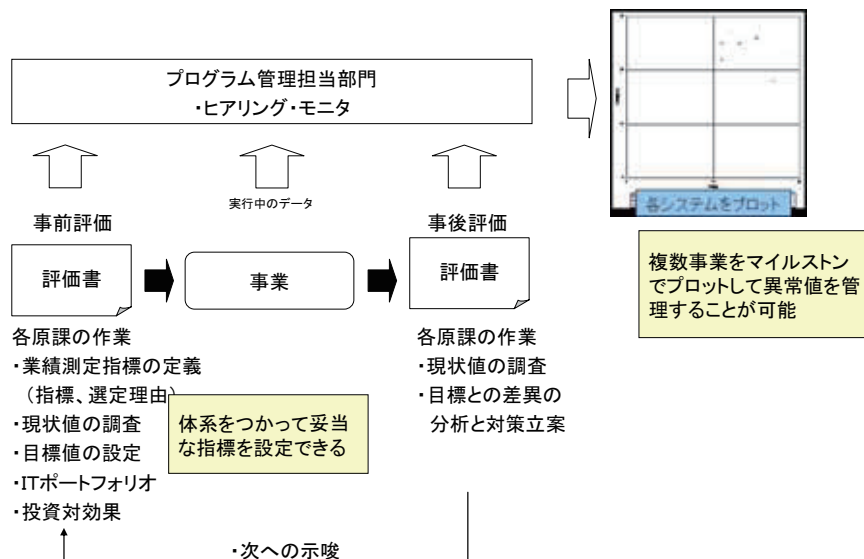 プログラム管理担当部門
・ヒアリング・モニタ
各システムをプロット
実行中のデータ
事前評価
事後評価
評価書
事業
評価書
複数事業をマイルストン
でプロットして異常値を管
理することが可能
各原課の作業
・業績測定指標の定義
（指標、選定理由）
・現状値の調査
・目標値の設定
・ITポートフォリオ
・投資対効果
体系をつかって妥当
な指標を設定できる
各原課の作業
・現状値の調査
・目標との差異の
分析と対策立案
・次への示唆